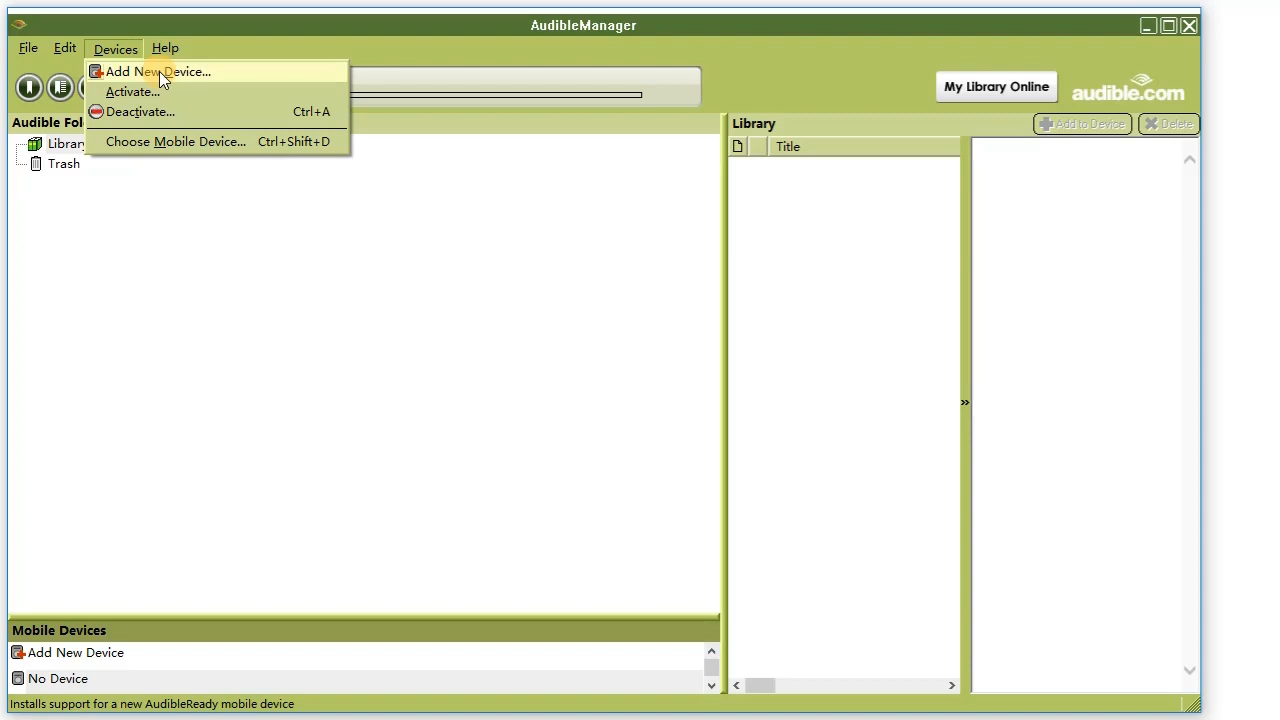 AudibleManager
File Edit Devices Help
Add New Device...
Activate...
Deactivate... Ctrl+A
Choose Mobile Device... Ctrl+Shift+D
My Library Online
audible.com
Audible Fol
Library
Trash
Library
Add to Device
Delete
Title
»
Mobile Devices
Add New Device
No Device
Installs support for a new AudibleReady mobile device